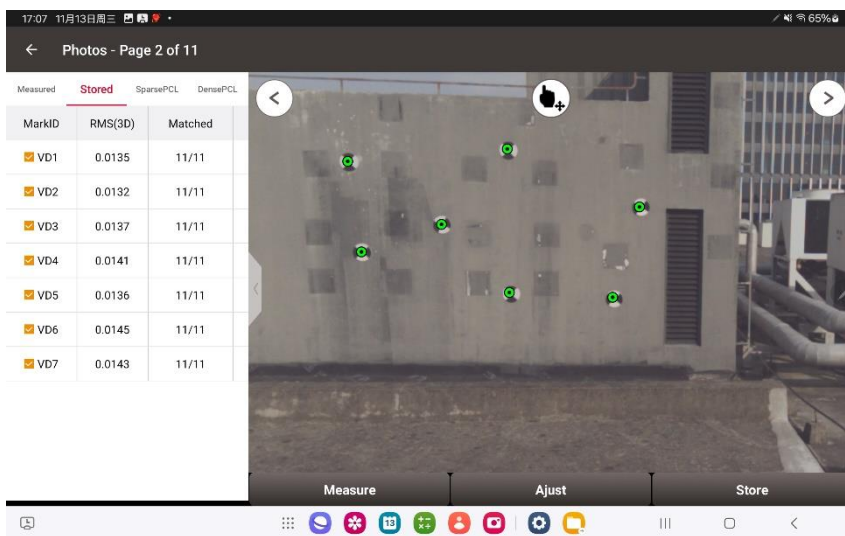 17:07 11月13日周三 65%
Photos - Page 2 of 11
Measured Stored SparsePCL DensePCL
MarkID RMS(3D) Matched
VD1 0.0135 11/11
VD2 0.0132 11/11
VD3 0.0137 11/11
VD4 0.0141 11/11
VD5 0.0136 11/11
VD6 0.0145 11/11
VD7 0.0143 11/11
Measure Ajust Store
13